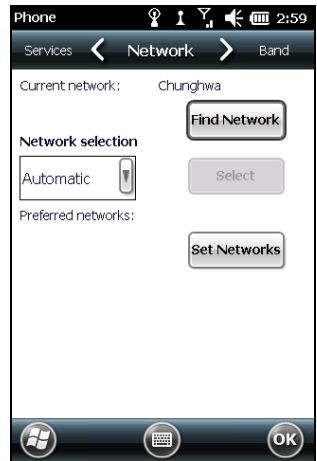 Phone 2:59
Services Network Band
Current network: Chunghwa
Find Network
Network selection
Automatic
Select
Preferred networks:
Set Networks
OK